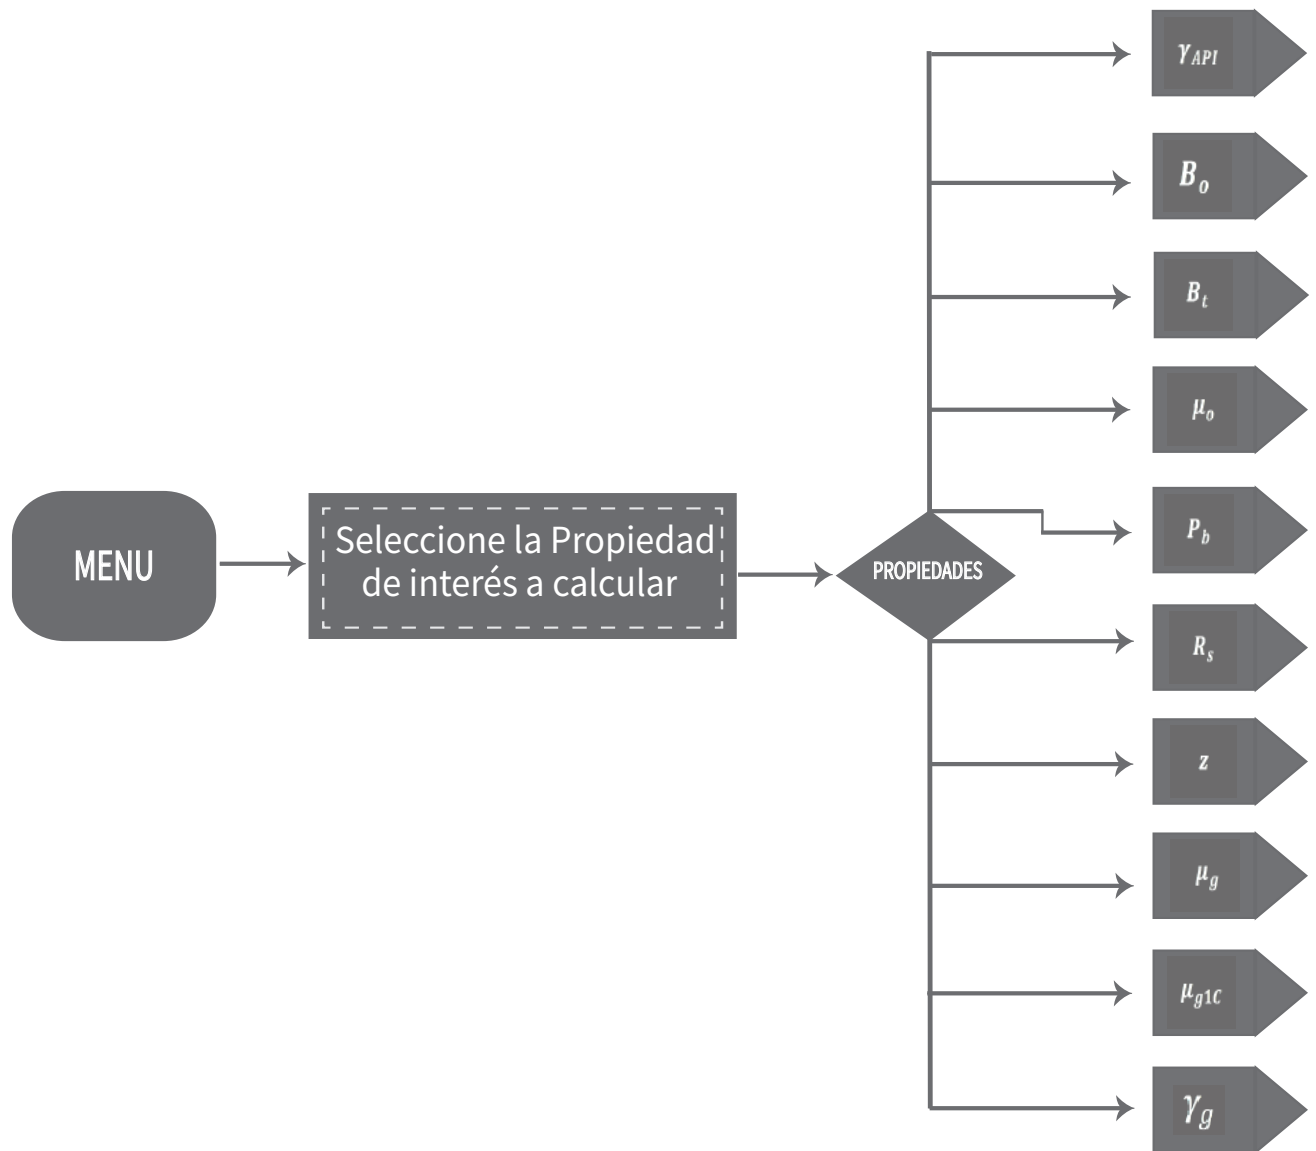 MENU
Seleccione la Propiedad
de interés a calcular
PROPIEDADES
γAPI
Bo
Bt
μo
Pb
Rs
z
μg
μg1C
γg